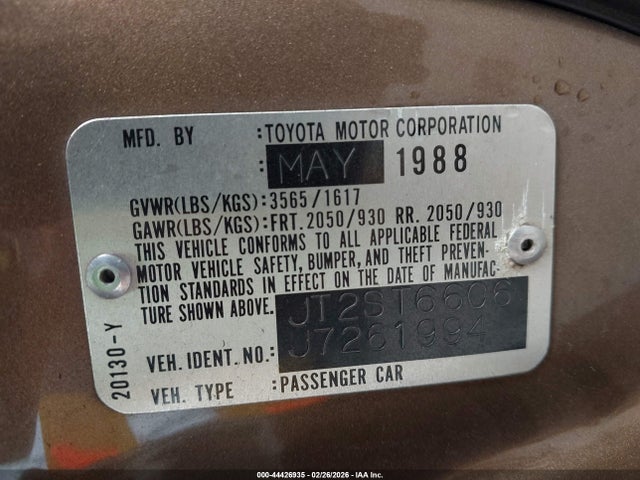 MFD. BY :TOYOTA MOTOR CORPORATION
:MAY 1988
GVWR(LBS/KGS):3565/1617
GAWR(LBS/KGS):FRT. 2050/930 RR. 2050/930
THIS VEHICLE CONFORMS TO ALL APPLICABLE FEDERAL
MOTOR VEHICLE SAFETY, BUMPER, AND THEFT PREVEN-
TION STANDARDS IN EFFECT ON THE DATE OF MANUFAC-
TURE SHOWN ABOVE.
JT2ST66C6
VEH. IDENT. NO.: J7261994
VEH. TYPE :PASSENGER CAR
20130-Y
000-44426935 - 02/26/2026 - IAA Inc.